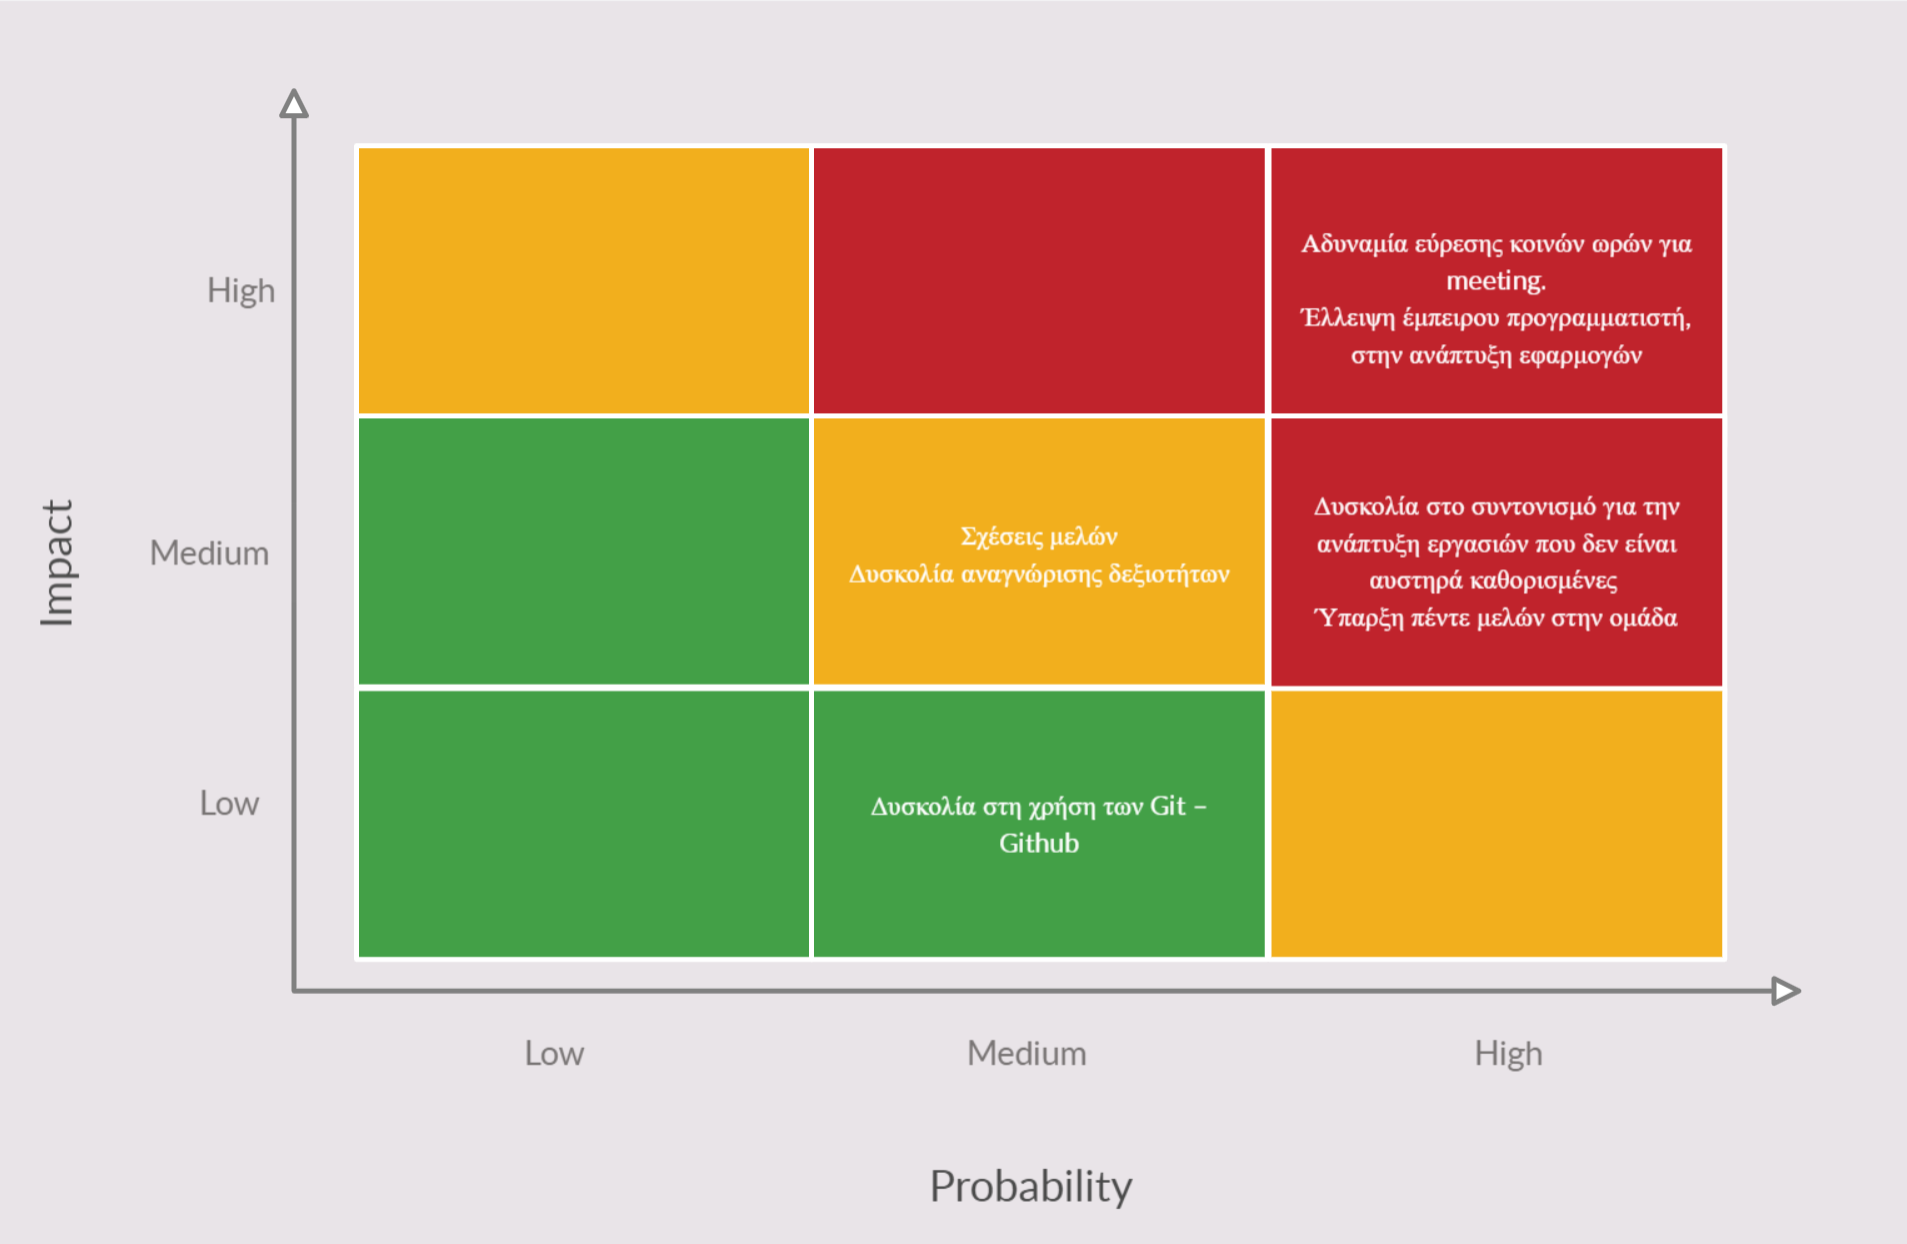 High
Αδυναμία εύρεσης κοινών ωρών για
meeting.
Έλλειψη έμπειρου προγραμματιστή,
στην ανάπτυξη εφαρμογών
Impact
Medium
Σχέσεις μελών
Δυσκολία αναγνώρισης δεξιοτήτων
Δυσκολία στο συντονισμό για την
ανάπτυξη εργασιών που δεν είναι
αυστηρά καθορισμένες
Ύπαρξη πέντε μελών στην ομάδα
Low
Δυσκολία στη χρήση των Git –
Github
Low
Medium
High
Probability